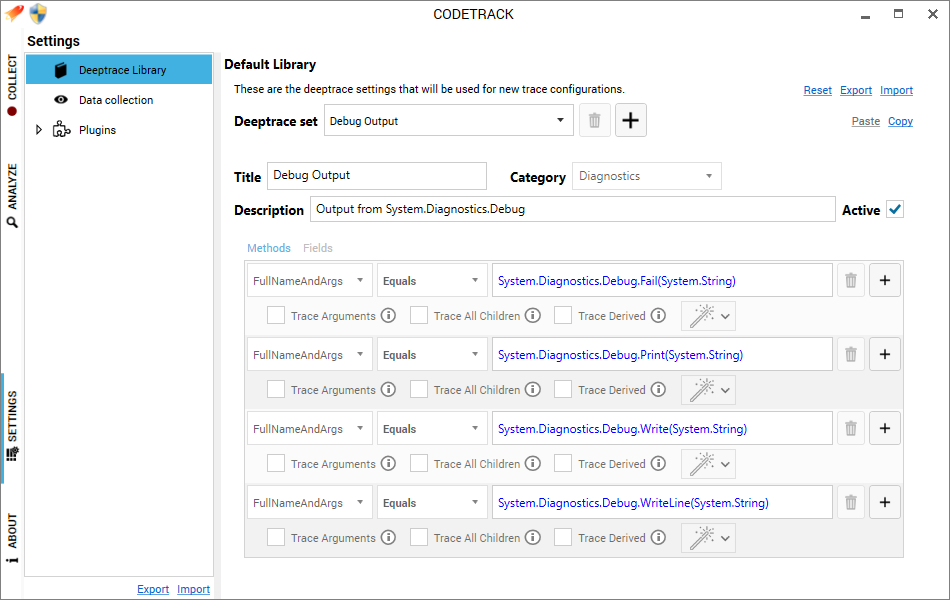 CODETRACK
COLLECT
ANALYZE
SETTINGS
ABOUT
Settings
Deeptrace Library
Data collection
Plugins
Export Import
Default Library
These are the deeptrace settings that will be used for new trace configurations.
Reset Export Import
Deeptrace set Debug Output
Paste Copy
Title Debug Output Category Diagnostics
Description Output from System.Diagnostics.Debug Active
Methods Fields
FullNameAndArgs Equals System.Diagnostics.Debug.Fail(System.String)
Trace Arguments Trace All Children Trace Derived
FullNameAndArgs Equals System.Diagnostics.Debug.Print(System.String)
Trace Arguments Trace All Children Trace Derived
FullNameAndArgs Equals System.Diagnostics.Debug.Write(System.String)
Trace Arguments Trace All Children Trace Derived
FullNameAndArgs Equals System.Diagnostics.Debug.WriteLine(System.String)
Trace Arguments Trace All Children Trace Derived